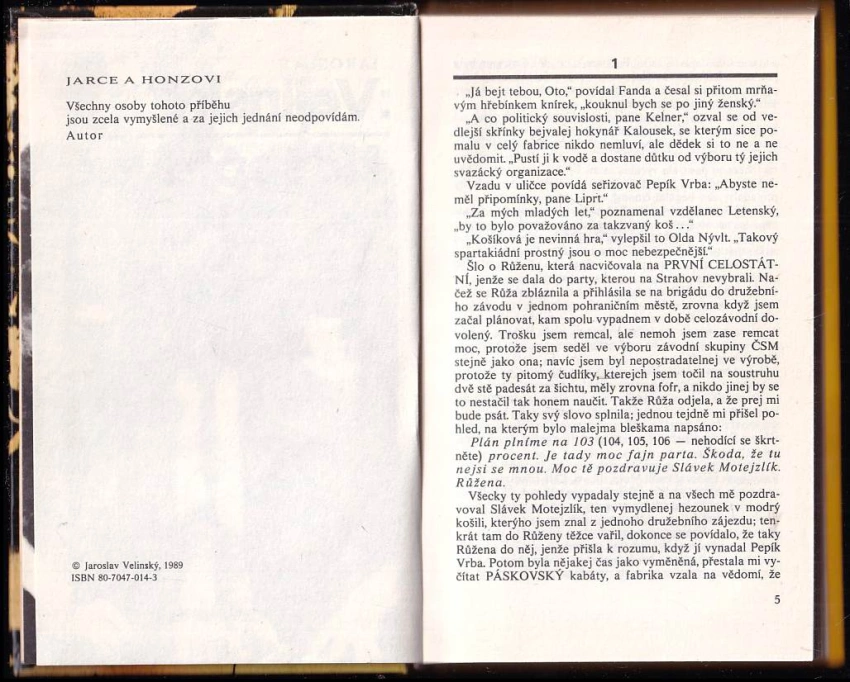 JARCE A HONZOVI
Všechny osoby tohoto příběhu
jsou zcela vymyšlené a za jejich jednání neodpovídám.
Autor
© Jaroslav Velinský, 1989
ISBN 80-7047-014-3
1
„Já bejt tebou, Oto,“ povídal Fanda a česal si přitom mrňa-
vým hřebínkem knírek, „kouknul bych se po jiný ženský.“
„A co politický souvislosti, pane Kelner,“ ozval se od ve-
dlejší skřínky bejvalej hokynář Kalousek, se kterým sice po-
malu v celý fabrice nikdo nemluví, ale dědek si to ne a ne
uvědomit. „Pustí ji k vodě a dostane důtku od výboru tý jejich
svazácký organizace.“
Vzadu v uličce povídá seřizovač Pepík Vrba: „Abyste ne-
měl připomínky, pane Liprt.“
„Za mých mladých let,“ poznamenal vzdělanec Letenský,
„by to bylo považováno za takzvaný koš...“
„Košíková je nevinná hra,“ vylepšil to Olda Nývlt. „Takový
spartakiádní prostný jsou o moc nebezpečnější.“
Šlo o Růženu, která nacvičovala na PRVNÍ CELOSTÁT-
NÍ, jenže se dala do party, kterou na Strahov nevybrali. Na-
čež se Růža zbláznila a přihlásila se na brigádu do družební-
ho závodu v jednom pohraničním městě, zrovna když jsem
začal plánovat, kam spolu vypadnem v době celozávodní do-
volený. Trošku jsem remcal, ale nemoh jsem zase remcat
moc, protože jsem seděl ve výboru závodní skupiny ČSM
stejně jako ona; navíc jsem byl nepostradatelnej ve výrobě,
protože ty pitomý čudlíky, kterejch jsem točil na soustruhu
dvě stě padesát za šichtu, měly zrovna fofr, a nikdo jinej by se
to nestačil tak honem naučit. Takže Růža odjela, a že prej mi
bude psát. Taky svý slovo splnila; jednou tejdně mi přišel po-
hled, na kterým bylo malejma bleškama napsáno:
Plán plníme na 103 (104, 105, 106 — nehodící se škrt-
něte) procent. Je tady moc fajn parta. Škoda, že tu
nejsi se mnou. Moc tě pozdravuje Slávek Motejzlík.
Růžena.
Všecky ty pohledy vypadaly stejně a na všech mě pozdra-
voval Slávek Motejzlík, ten vymydlenej hezounek v modrý
košili, kterýho jsem znal z jednoho družebního zájezdu; ten-
krát tam do Růženy těžce vařil, dokonce se povídalo, že taky
Růžena do něj, jenže přišla k rozumu, když jí vynadal Pepík
Vrba. Potom byla nějakej čas jako vyměněná, přestala mi vy-
čítat PÁSKOVSKÝ kabáty, a fabrika vzala na vědomí, že
5